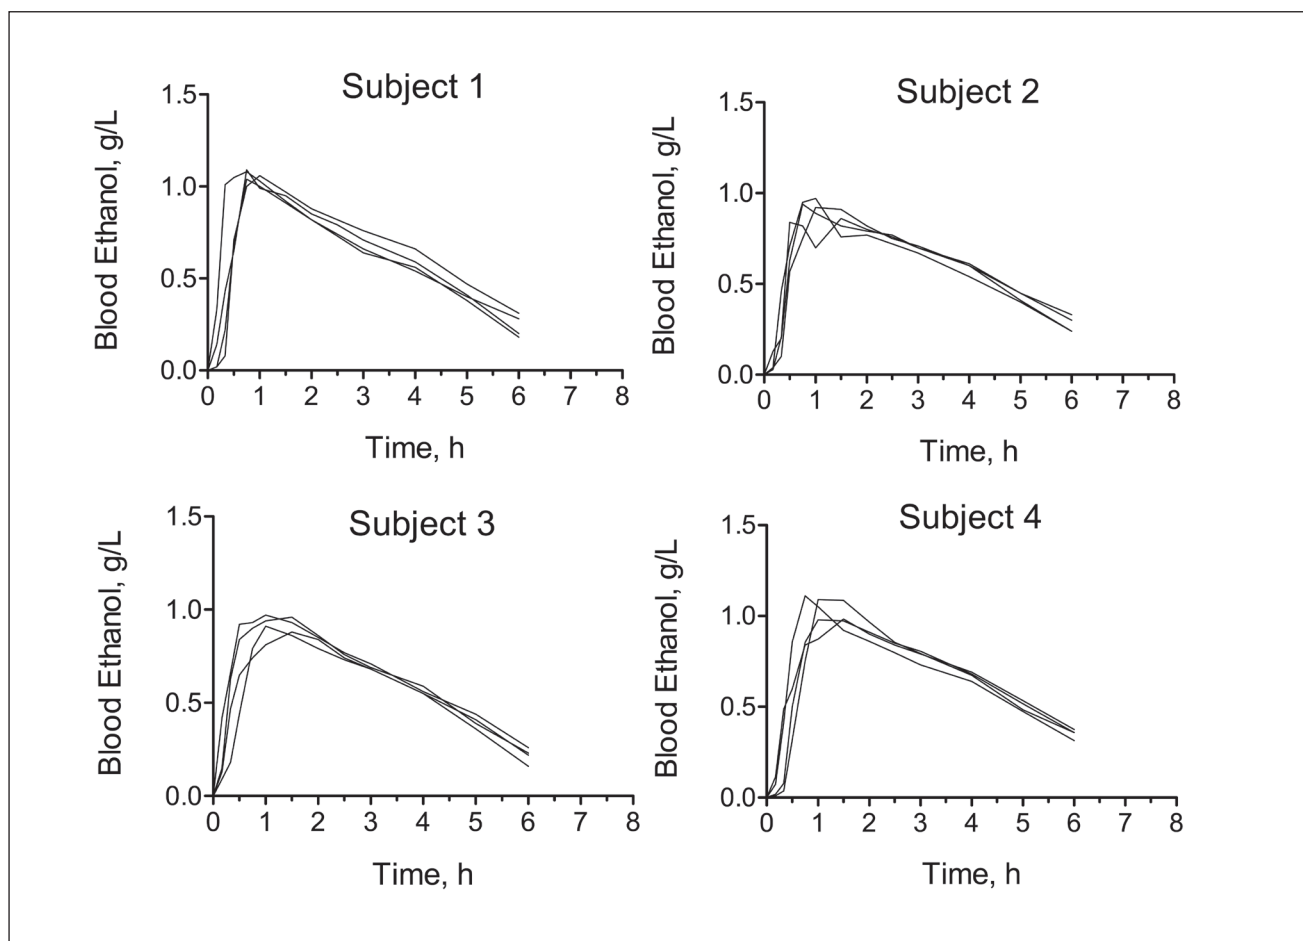 Subject 1
Blood Ethanol, g/L
1.5
1.0
0.5
0.0
0 1 2 3 4 5 6 7 8
Time, h
Subject 2
Blood Ethanol, g/L
1.5
1.0
0.5
0.0
0 1 2 3 4 5 6 7 8
Time, h
Subject 3
Blood Ethanol, g/L
1.5
1.0
0.5
0.0
0 1 2 3 4 5 6 7 8
Time, h
Subject 4
Blood Ethanol, g/L
1.5
1.0
0.5
0.0
0 1 2 3 4 5 6 7 8
Time, h